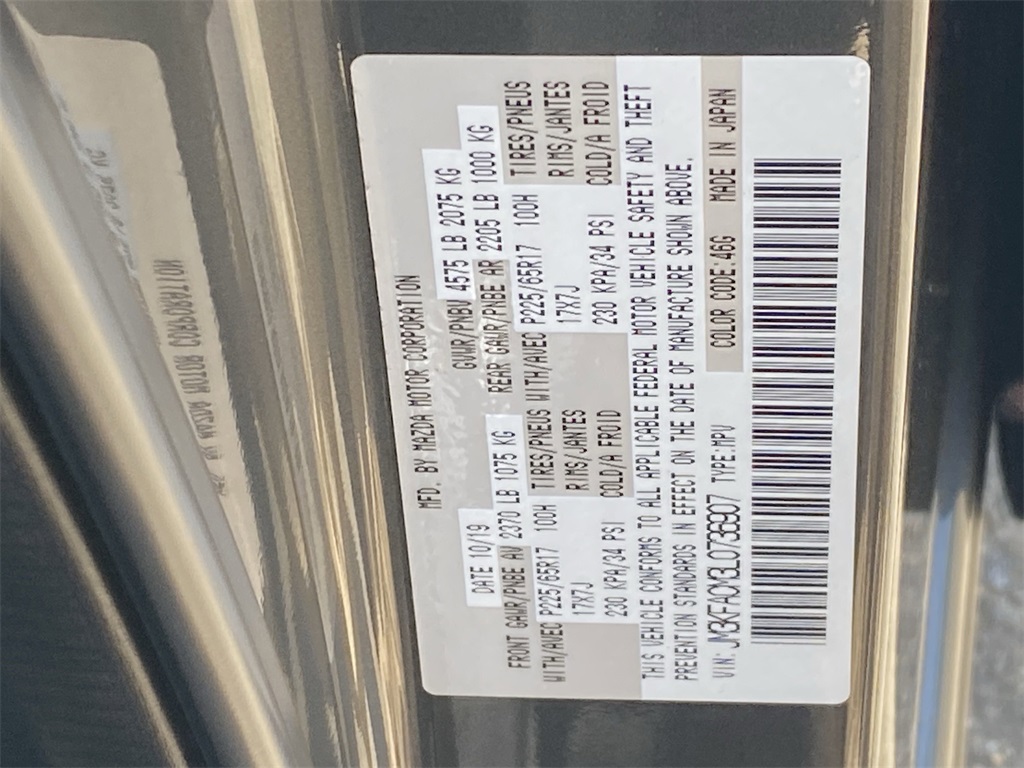 MFD. BY MAZDA MOTOR CORPORATION
DATE 10/19 GVWR/PNBV 4575 LB 2075 KG
FRONT GAWR/PNBE AV 2370 LB 1075 KG REAR GAWR/PNBE AR 2205 LB 1000 KG
WITH/AVEC P225/65R17 100H TIRES/PNEUS WITH/AVEC P225/65R17 100H TIRES/PNEUS
17X7J RIMS/JANTES 17X7J RIMS/JANTES
230 KPA/34 PSI COLD/A FROID 230 KPA/34 PSI COLD/A FROID
THIS VEHICLE CONFORMS TO ALL APPLICABLE FEDERAL MOTOR VEHICLE SAFETY AND THEFT
PREVENTION STANDARDS IN EFFECT ON THE DATE OF MANUFACTURE SHOWN ABOVE.
VIN: JM3KFACM3L0736907 TYPE:MPV COLOR CODE:46G MADE IN JAPAN